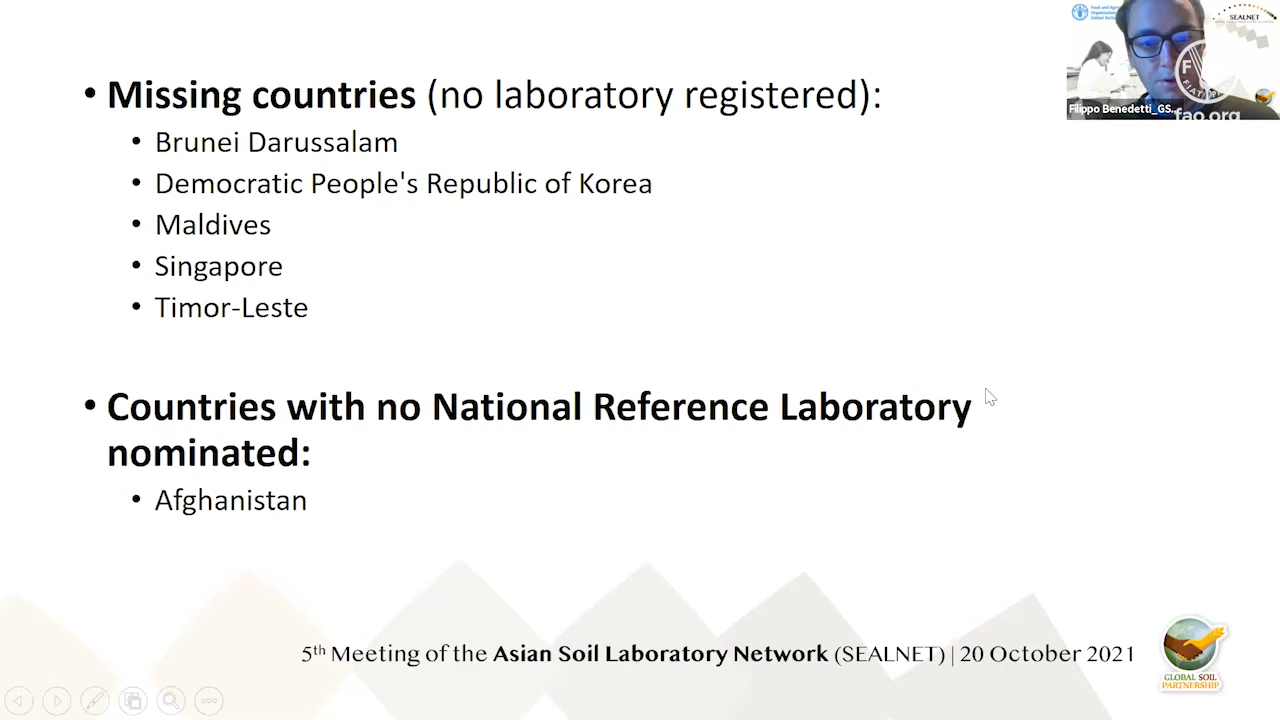 • Missing countries (no laboratory registered):
• Brunei Darussalam
• Democratic People's Republic of Korea
• Maldives
• Singapore
• Timor-Leste
• Countries with no National Reference Laboratory
nominated:
• Afghanistan
5th Meeting of the Asian Soil Laboratory Network (SEALNET) | 20 October 2021
GLOBAL SOIL
PARTNERSHIP
SEALNET
Filippo Benedetti_GS...
fao.org